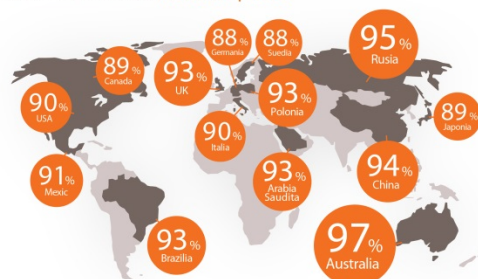 88%
Germania
88%
Suedia
95%
Rusia
89%
Canada
93%
UK
93%
Polonia
90%
USA
89%
Japonia
90%
Italia
91%
Mexic
93%
Arabia
Saudita
94%
China
93%
Brazilia
97%
Australia